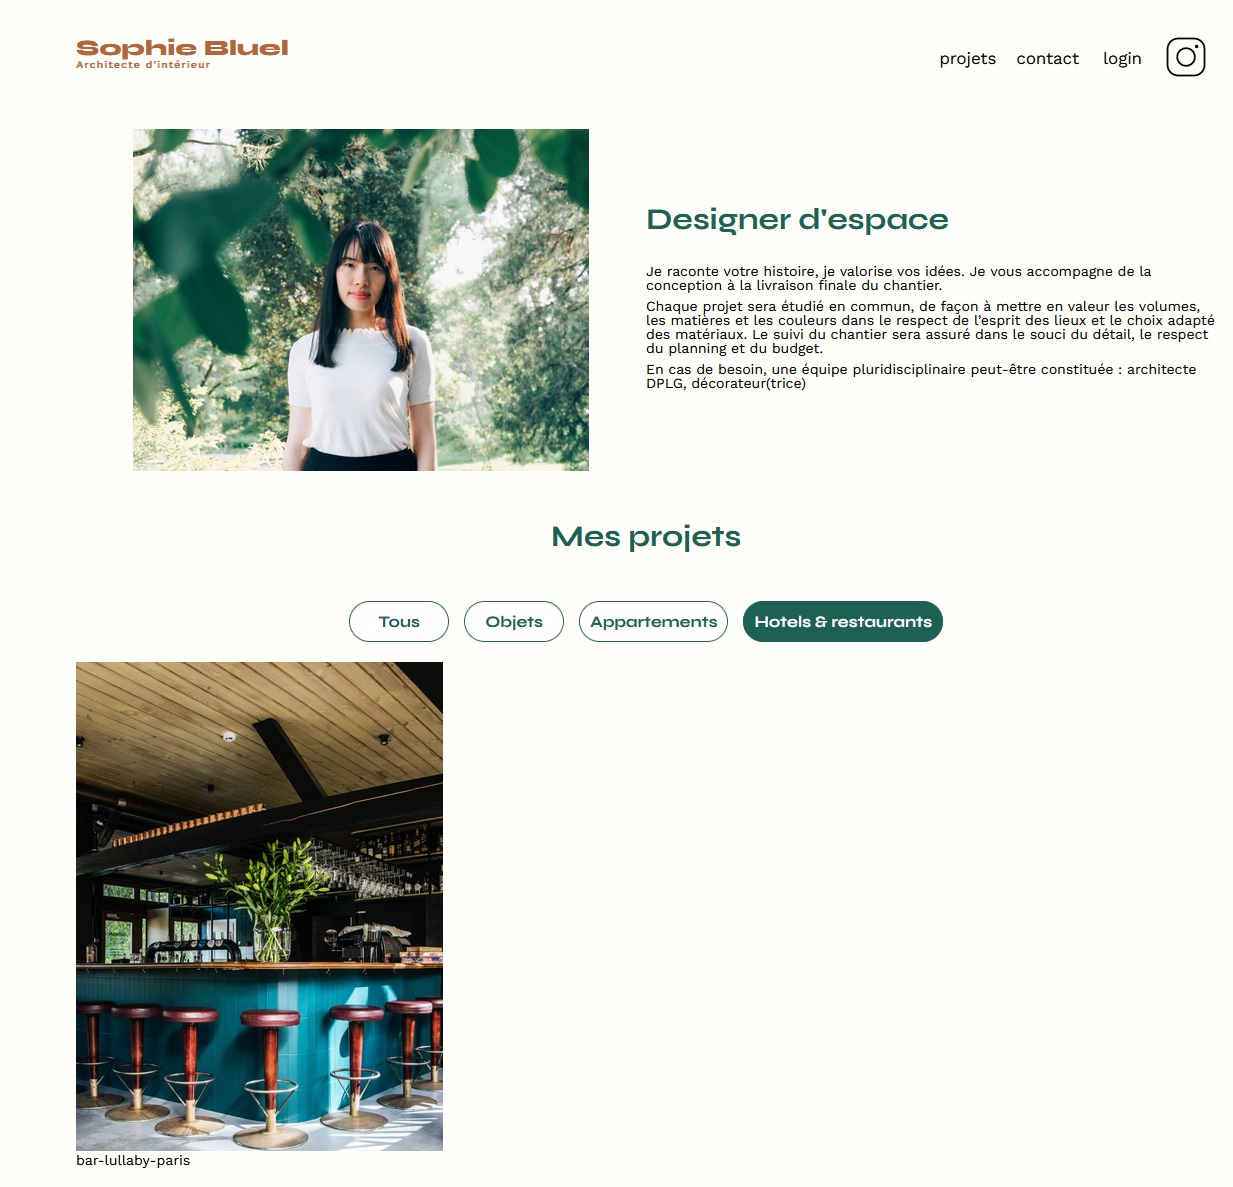 Sophie Bluel
Architecte d'intérieur
projets contact login
Designer d'espace
Je raconte votre histoire, je valorise vos idées. Je vous accompagne de la
conception à la livraison finale du chantier.
Chaque projet sera étudié en commun, de façon à mettre en valeur les volumes,
les matières et les couleurs dans le respect de l’esprit des lieux et le choix adapté
des matériaux. Le suivi du chantier sera assuré dans le souci du détail, le respect
du planning et du budget.
En cas de besoin, une équipe pluridisciplinaire peut-être constituée : architecte
DPLG, décorateur(trice)
Mes projets
Tous Objets Appartements Hotels & restaurants
bar-lullaby-paris